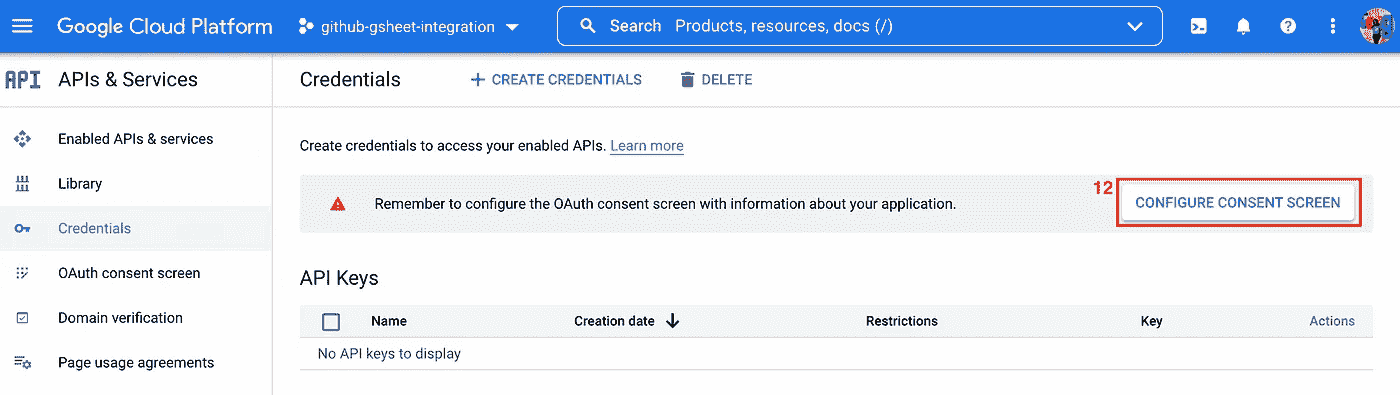 Google Cloud Platform
github-gsheet-integration
Search Products, resources, docs (/)
API APIs & Services
Credentials
CREATE CREDENTIALS
DELETE
Enabled APIs & services
Library
Credentials
OAuth consent screen
Domain verification
Page usage agreements
Create credentials to access your enabled APIs. Learn more
Remember to configure the OAuth consent screen with information about your application.
12
CONFIGURE CONSENT SCREEN
API Keys
Name Creation date Restrictions Key Actions
No API keys to display